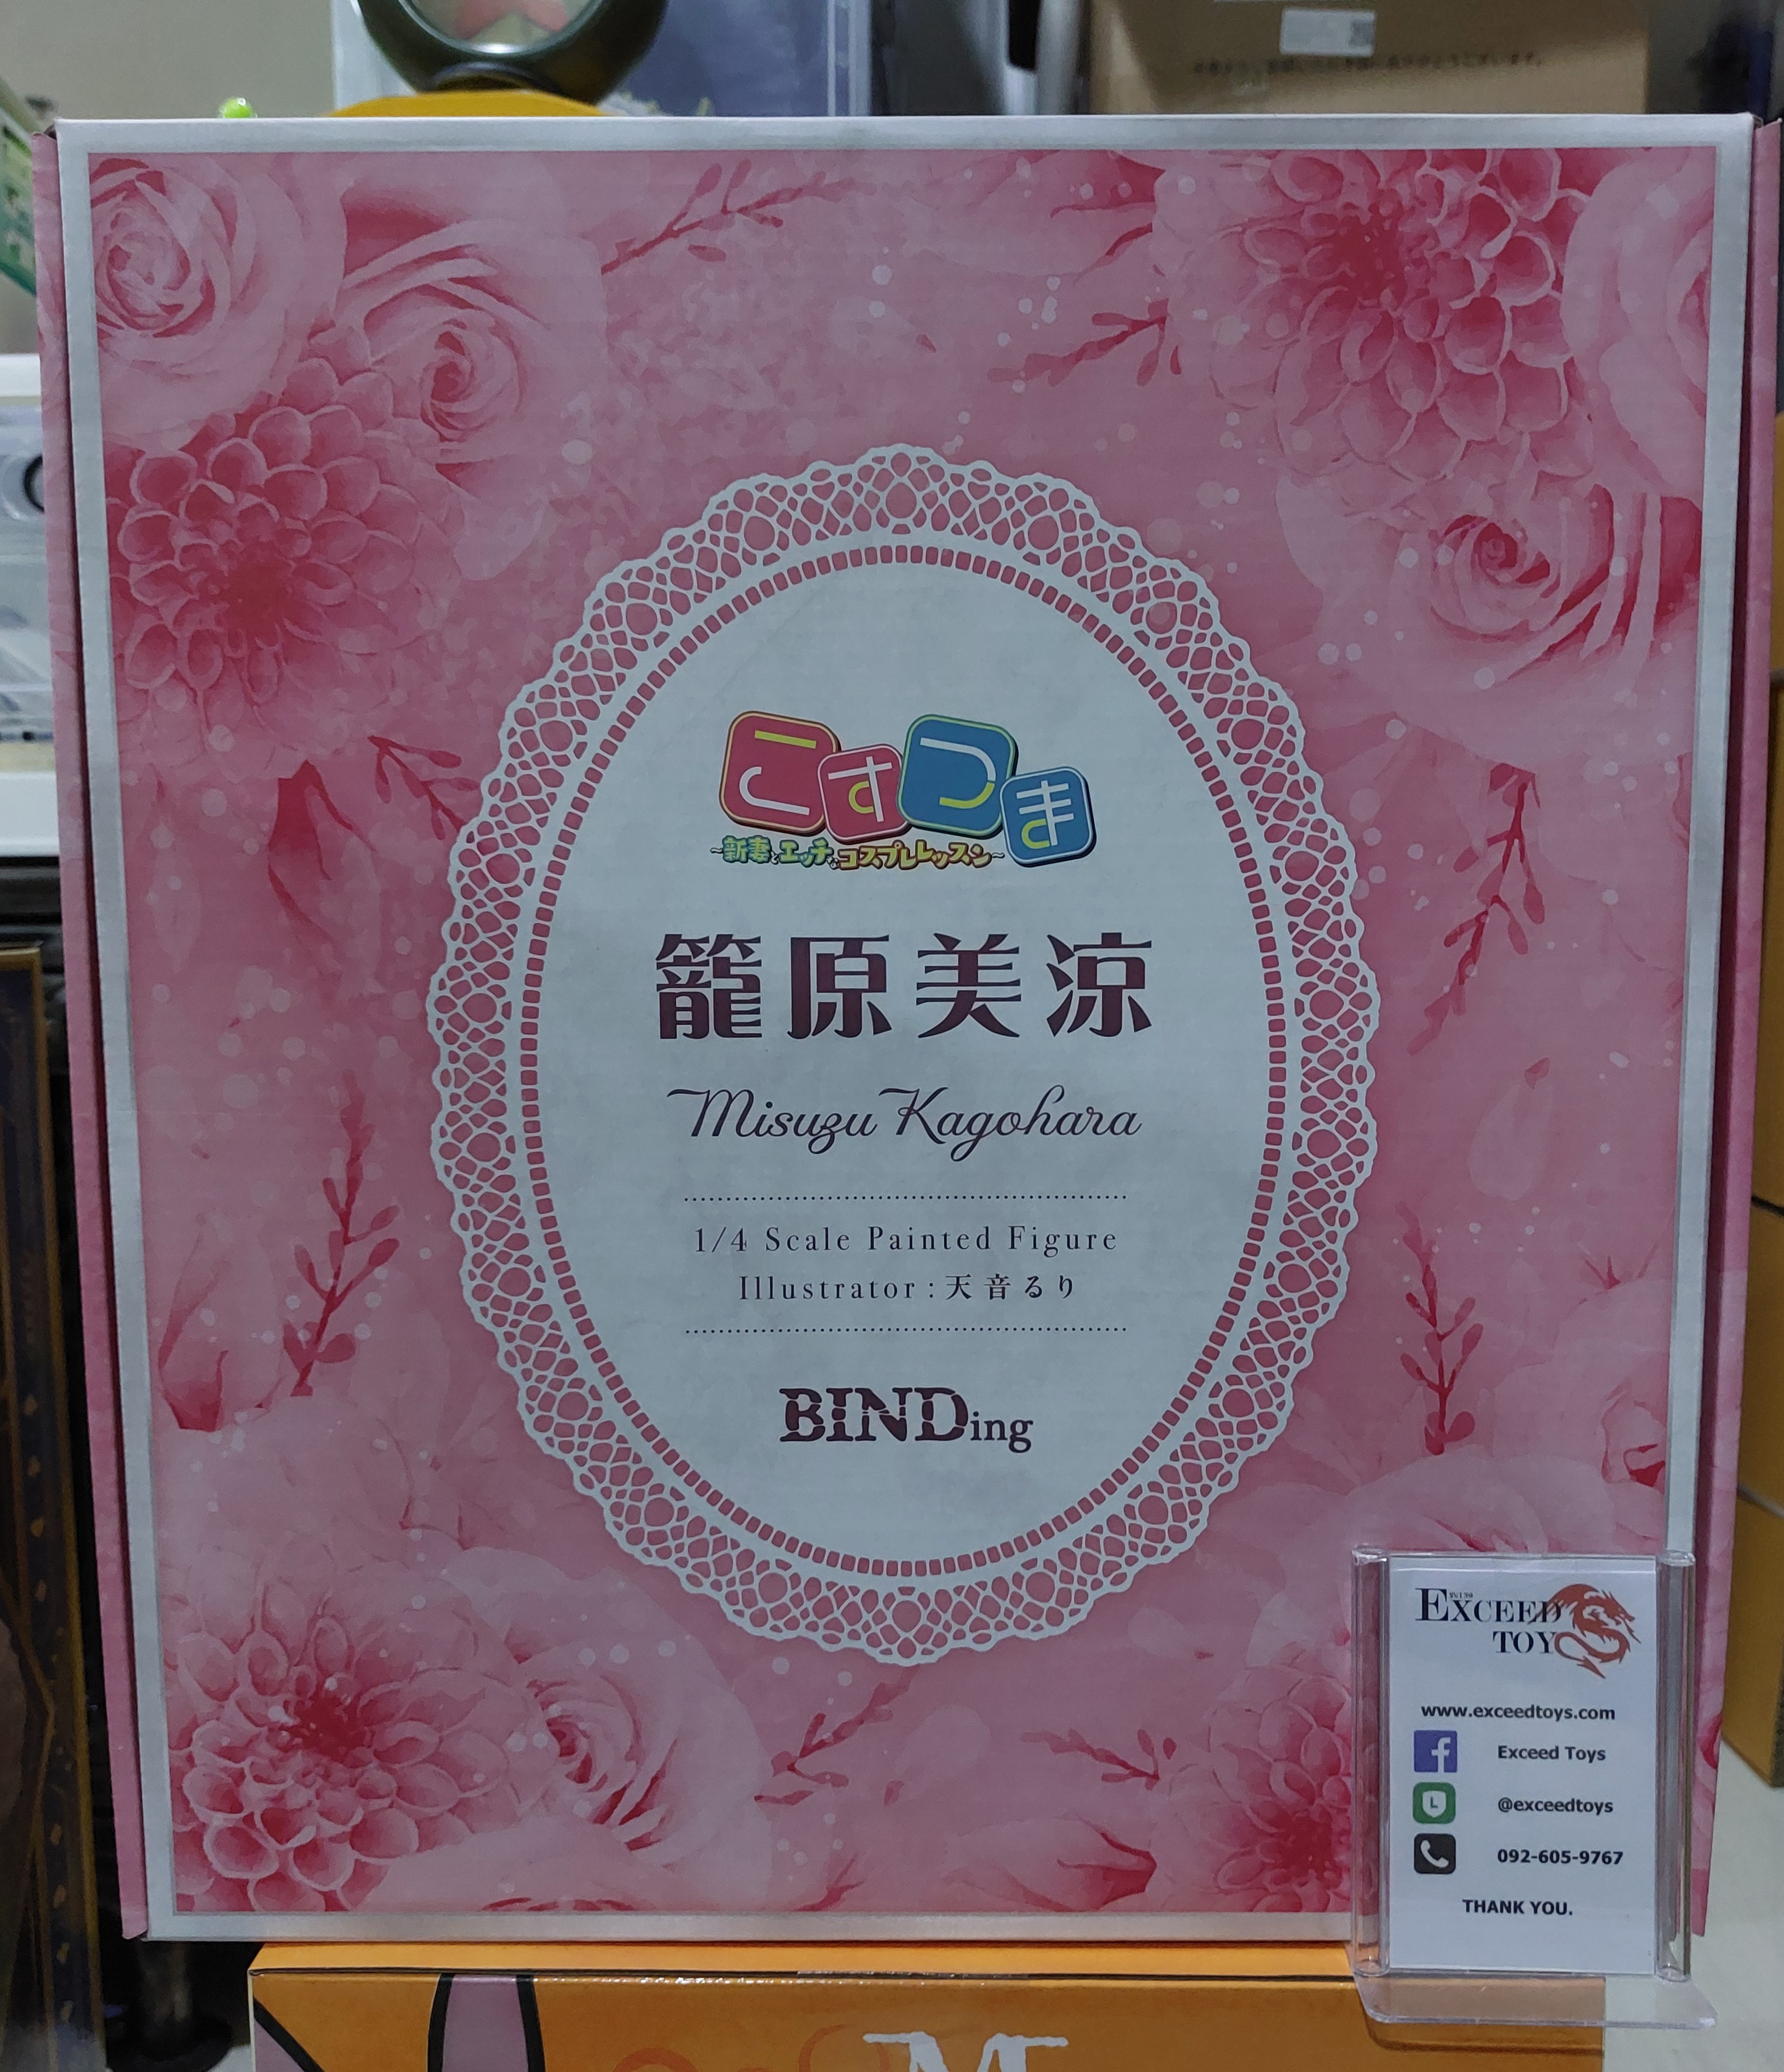 こすつま
~新妻とエッチなコスプレレッスン~
籠原美涼
Misuzu Kagohara
1/4 Scale Painted Figure
Illustrator:天音るり
BINDing
EXCEED
TOY
www.exceedtoys.com
Exceed Toys
@exceedtoys
092-605-9767
THANK YOU.
M